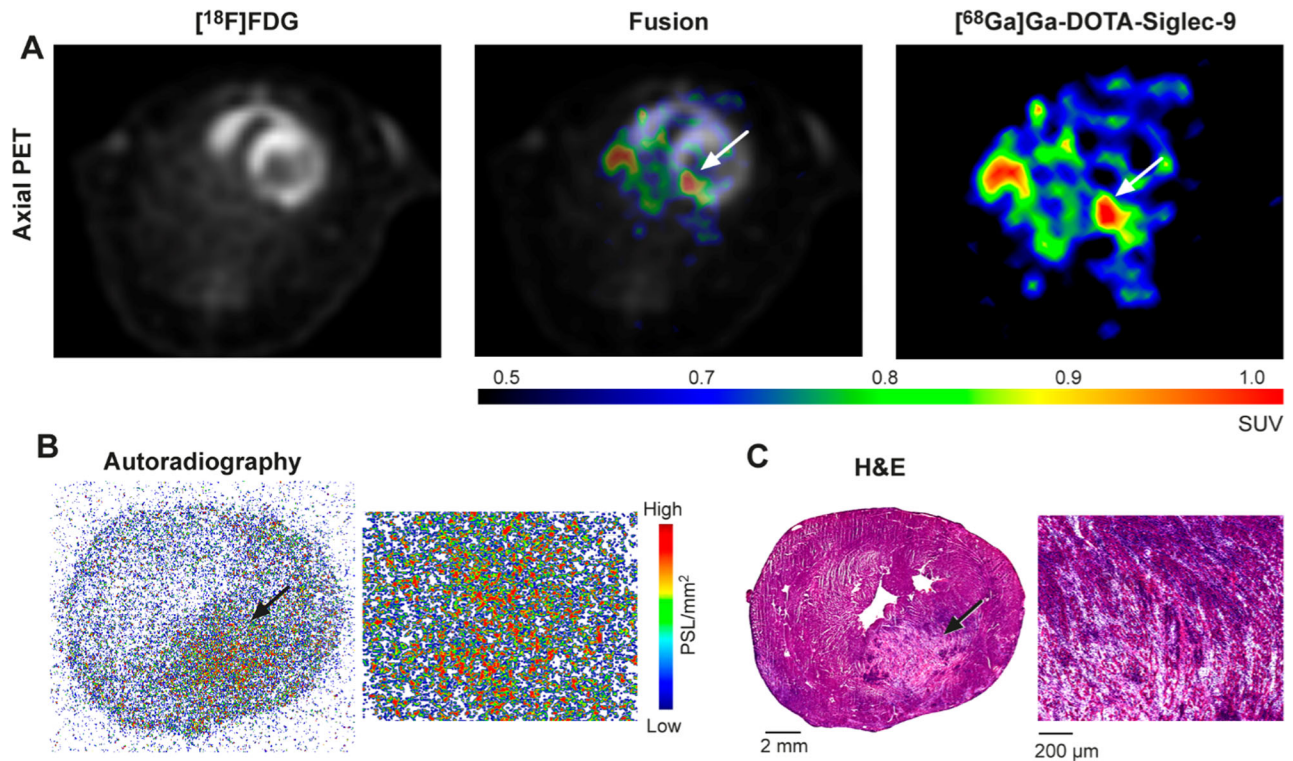 [¹⁸F]FDG
Fusion
[⁶⁸Ga]Ga-DOTA-Siglec-9
A
Axial PET
0.5 0.7 0.8 0.9 1.0
SUV
B
Autoradiography
High
PSL/mm²
Low
C
H&E
2 mm
200 µm